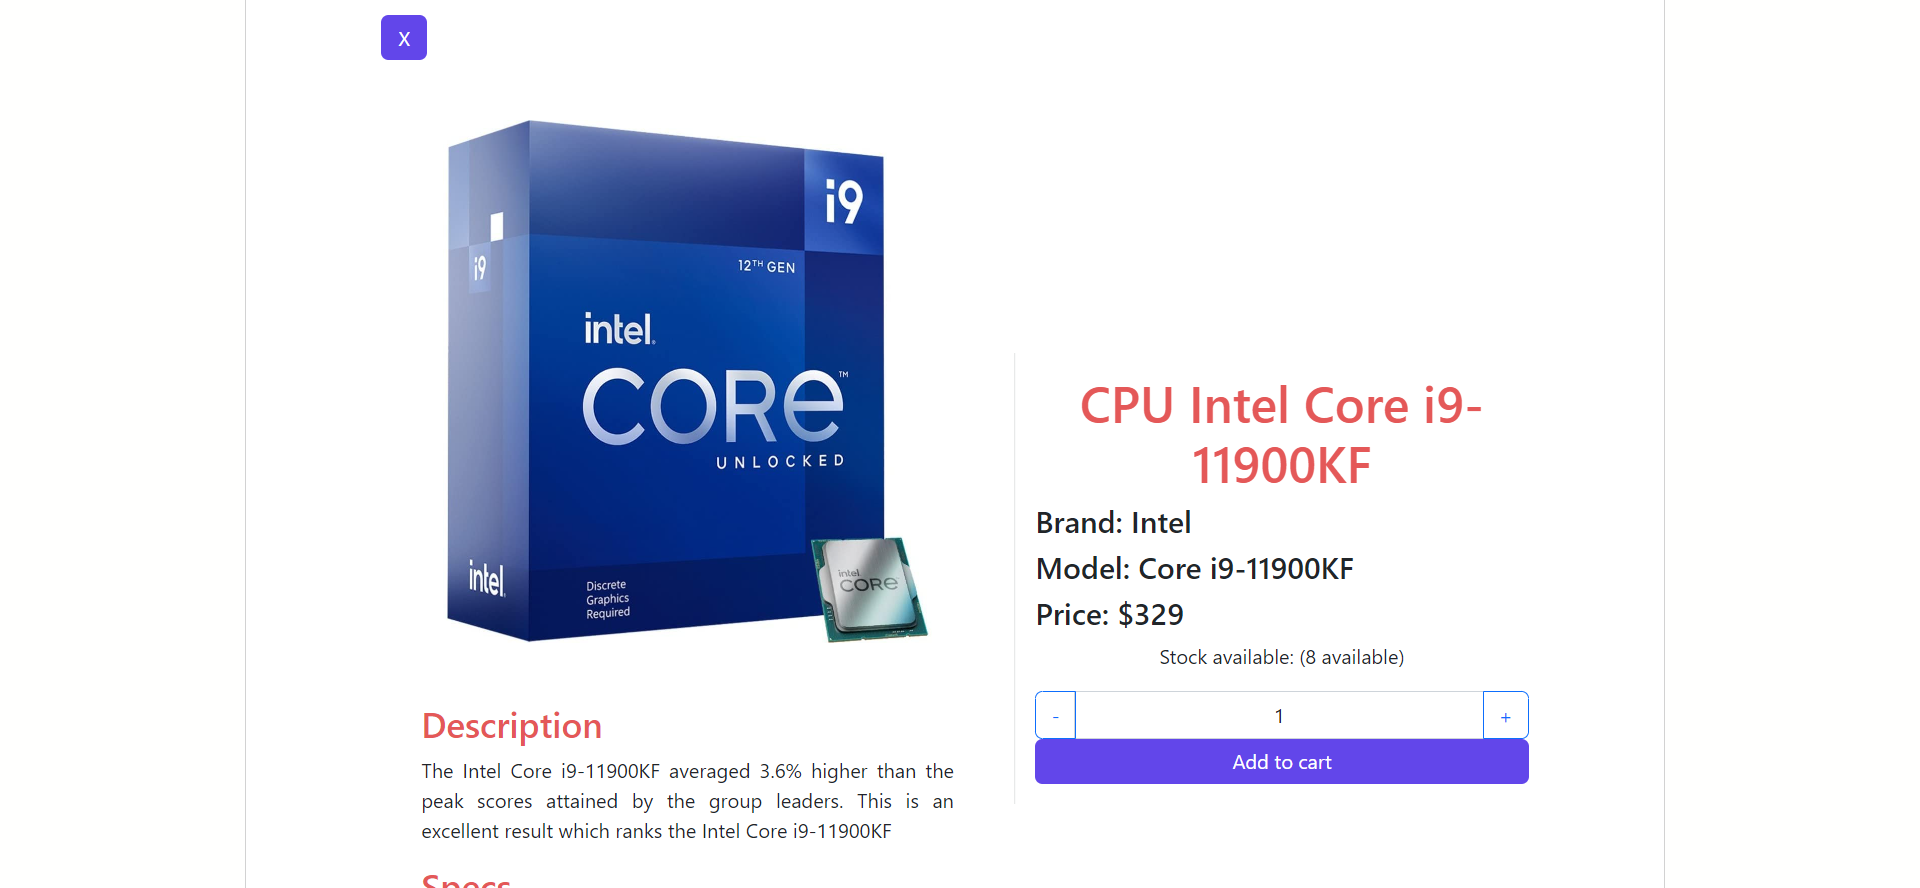 X
i9
i9
12TH GEN
intel.
CORE™
UNLOCKED
intel.
Discrete
Graphics
Required
intel
CORE
CPU Intel Core i9-
11900KF
Brand: Intel
Model: Core i9-11900KF
Price: $329
Stock available: (8 available)
- 1 +
Add to cart
Description
The Intel Core i9-11900KF averaged 3.6% higher than the
peak scores attained by the group leaders. This is an
excellent result which ranks the Intel Core i9-11900KF
Specs